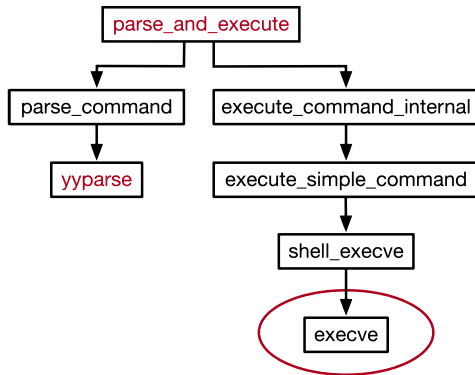 parse_and_execute
parse_command
execute_command_internal
yyparse
execute_simple_command
shell_execve
execve